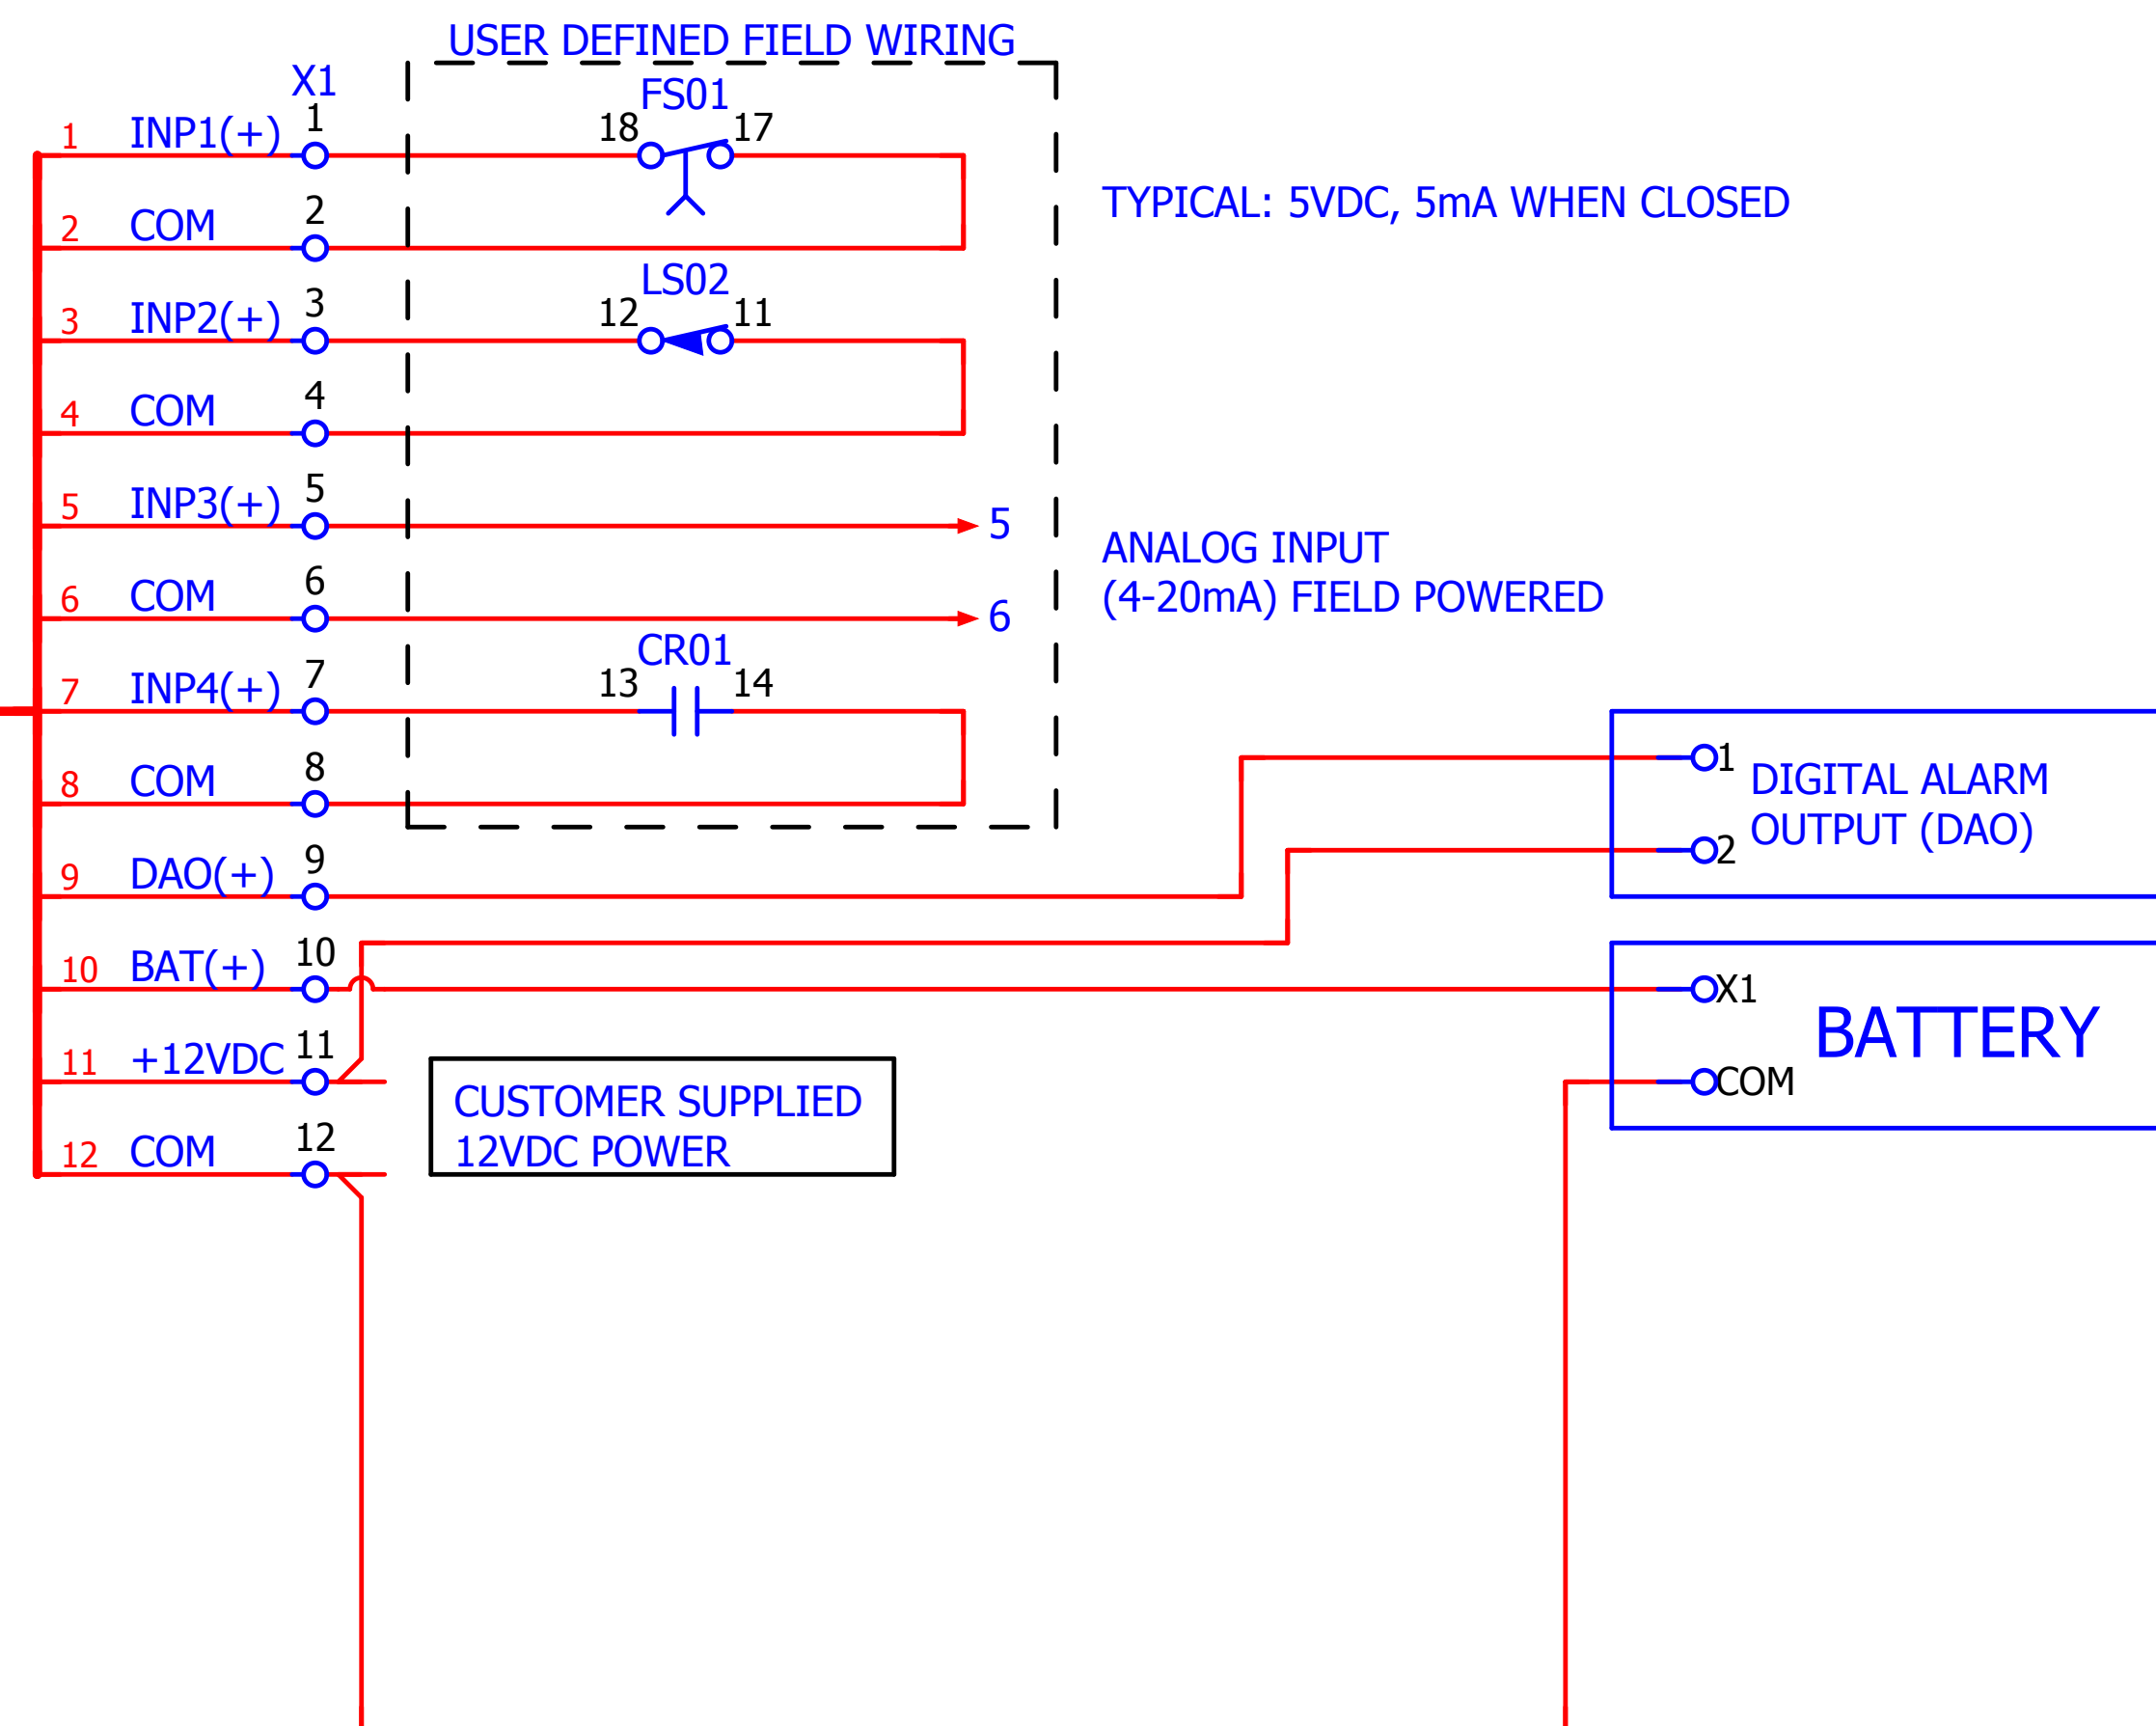 USER DEFINED FIELD WIRING
X1
FS01
1 INP1(+) 1 18 17
TYPICAL: 5VDC, 5mA WHEN CLOSED
2 COM 2
LS02
3 INP2(+) 3 12 11
4 COM 4
5 INP3(+) 5 5
ANALOG INPUT
(4-20mA) FIELD POWERED
6 COM 6 6
CR01
7 INP4(+) 7 13 14
8 COM 8
1
DIGITAL ALARM
OUTPUT (DAO)
2
9 DAO(+) 9
10 BAT(+) 10
X1
BATTERY
COM
11 +12VDC 11
CUSTOMER SUPPLIED
12VDC POWER
12 COM 12